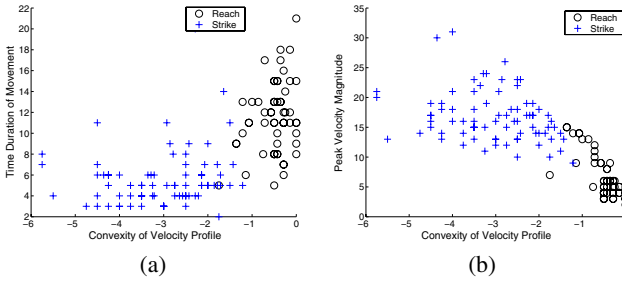 22
20
18
16
14
12
10
8
6
4
2
Time Duration of Movement
Reach
Strike
−6 −5 −4 −3 −2 −1 0
Convexity of Velocity Profile
(a)
40
35
30
25
20
15
10
5
0
Peak Velocity Magnitude
Reach
Strike
−6 −5 −4 −3 −2 −1
Convexity of Velocity Profile
(b)